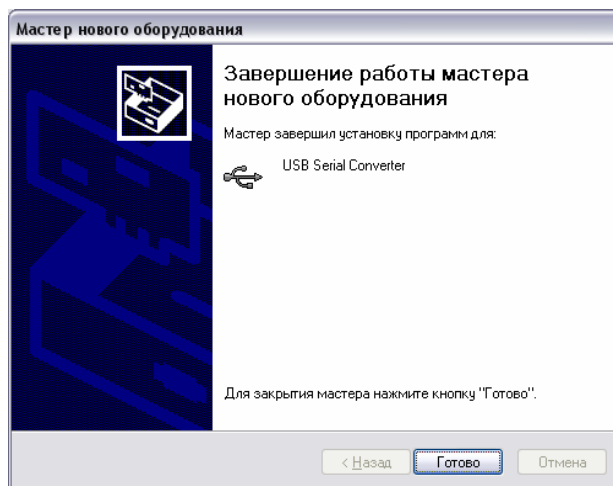 Мастер нового оборудования
Завершение работы мастера
нового оборудования
Мастер завершил установку программ для:
USB Serial Converter
Для закрытия мастера нажмите кнопку "Готово".
< Назад
Готово
Отмена